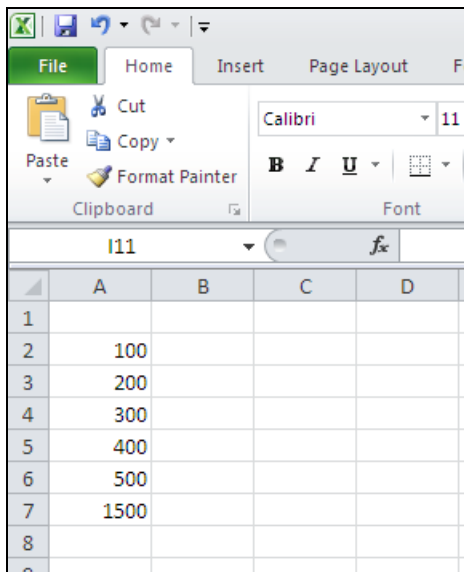 File Home Insert Page Layout F
Cut
Calibri 11
Copy
Paste
B I U
Format Painter
Clipboard Font
I11 fx
A B C D
1
2 100
3 200
4 300
5 400
6 500
7 1500
8